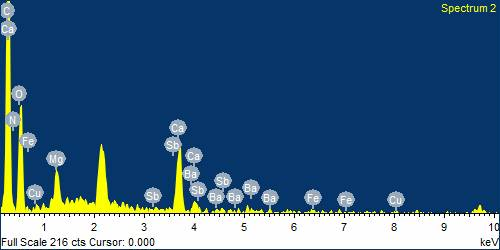 Spectrum 2
C
Ca
O
N
Fe
Cu
Mg
Sb
Sb
Ca
Ca
Ba
Sb
Ba
Sb
Ba
Ba
Ba
Fe
Fe
Cu
1 2 3 4 5 6 7 8 9 10
Full Scale 216 cts Cursor: 0.000 keV